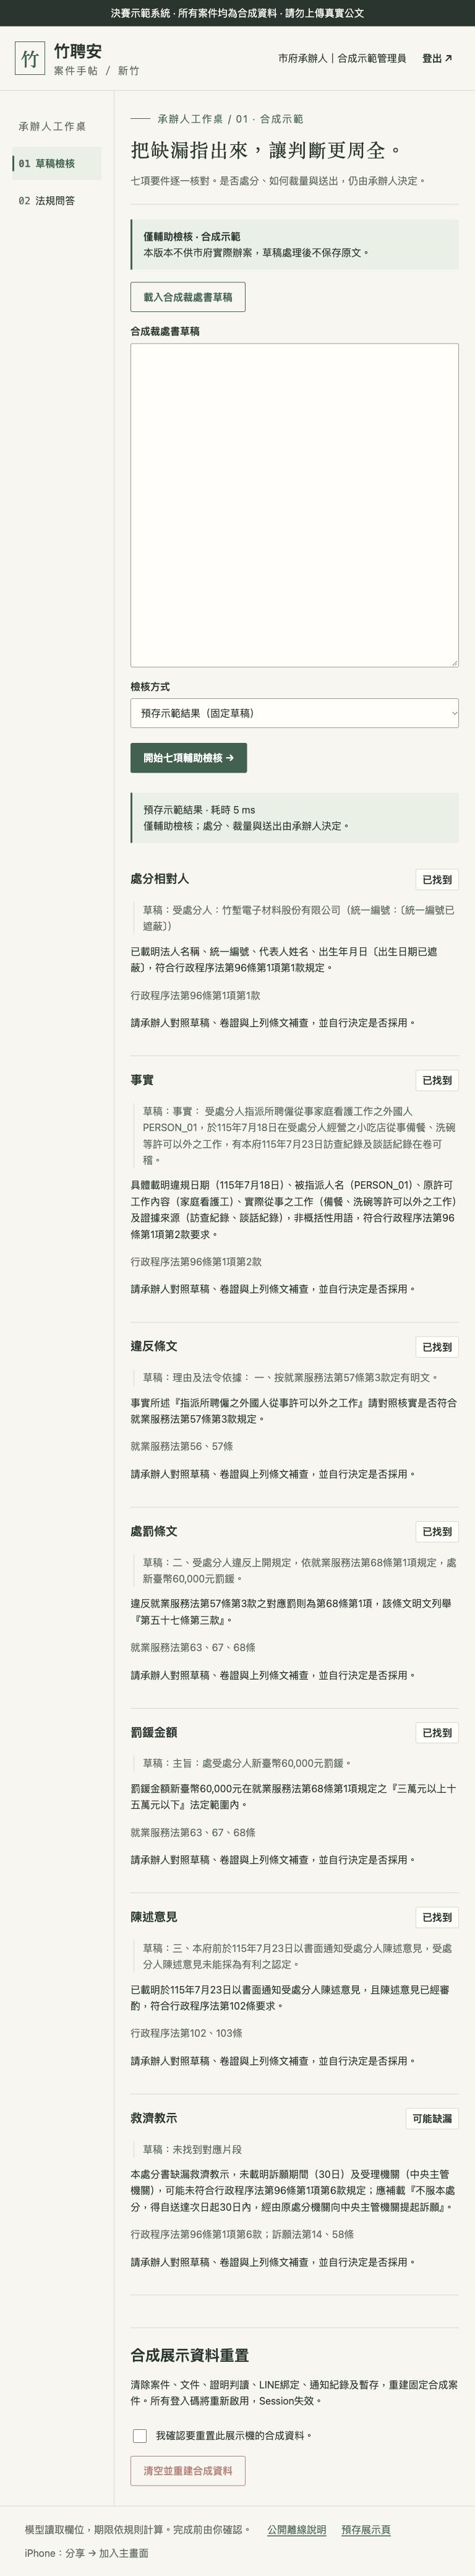 決賽示範系統 · 所有案件均為合成資料 · 請勿上傳真實公文
竹
竹聘安
案件手帖 / 新竹
市府承辦人｜合成示範管理員
登出 ↗
承辦人工作桌
01 草稿檢核
02 法規問答
承辦人工作桌 / 01 · 合成示範
把缺漏指出來，讓判斷更周全。
七項要件逐一核對。是否處分、如何裁量與送出，仍由承辦人決定。
僅輔助檢核 · 合成示範
本版本不供市府實際辦案，草稿處理後不保存原文。
載入合成裁處書草稿
合成裁處書草稿
檢核方式
預存示範結果（固定草稿）
開始七項輔助檢核 →
預存示範結果 · 耗時 5 ms
僅輔助檢核；處分、裁量與送出由承辦人決定。
處分相對人
已找到
草稿：受處分人：竹塹電子材料股份有限公司（統一編號：〔統一編號已
遮蔽〕）
已載明法人名稱、統一編號、代表人姓名、出生年月日〔出生日期已遮
蔽〕，符合行政程序法第96條第1項第1款規定。
行政程序法第96條第1項第1款
請承辦人對照草稿、卷證與上列條文補查，並自行決定是否採用。
事實
已找到
草稿：事實： 受處分人指派所聘僱從事家庭看護工作之外國人
PERSON_01，於115年7月18日在受處分人經營之小吃店從事備餐、洗碗
等許可以外之工作，有本府115年7月23日訪查紀錄及談話紀錄在卷可
稽。
具體載明違規日期（115年7月18日）、被指派人名（PERSON_01）、原許可
工作內容（家庭看護工）、實際從事之工作（備餐、洗碗等許可以外之工作）
及證據來源（訪查紀錄、談話紀錄），非概括性用語，符合行政程序法第96
條第1項第2款要求。
行政程序法第96條第1項第2款
請承辦人對照草稿、卷證與上列條文補查，並自行決定是否採用。
違反條文
已找到
草稿：理由及法令依據： 一、按就業服務法第57條第3款定有明文。
事實所述『指派所聘僱之外國人從事許可以外之工作』請對照核實是否符合
就業服務法第57條第3款規定。
就業服務法第56、57條
請承辦人對照草稿、卷證與上列條文補查，並自行決定是否採用。
處罰條文
已找到
草稿：二、受處分人違反上開規定，依就業服務法第68條第1項規定，處
新臺幣60,000元罰鍰。
違反就業服務法第57條第3款之對應罰則為第68條第1項，該條文明文列舉
『第五十七條第三款』。
就業服務法第63、67、68條
請承辦人對照草稿、卷證與上列條文補查，並自行決定是否採用。
罰鍰金額
已找到
草稿：主旨：處受處分人新臺幣60,000元罰鍰。
罰鍰金額新臺幣60,000元在就業服務法第68條第1項規定之『三萬元以上十
五萬元以下』法定範圍內。
就業服務法第63、67、68條
請承辦人對照草稿、卷證與上列條文補查，並自行決定是否採用。
陳述意見
已找到
草稿：三、本府前於115年7月23日以書面通知受處分人陳述意見，受處
分人陳述意見未能採為有利之認定。
已載明於115年7月23日以書面通知受處分人陳述意見，且陳述意見已經審
酌，符合行政程序法第102條要求。
行政程序法第102、103條
請承辦人對照草稿、卷證與上列條文補查，並自行決定是否採用。
救濟教示
可能缺漏
草稿：未找到對應片段
本處分書缺漏救濟教示，未載明訴願期間（30日）及受理機關（中央主管
機關），可能未符合行政程序法第96條第1項第6款規定；應補載『不服本處
分，得自送達次日起30日內，經由原處分機關向中央主管機關提起訴願』。
行政程序法第96條第1項第6款；訴願法第14、58條
請承辦人對照草稿、卷證與上列條文補查，並自行決定是否採用。
合成展示資料重置
清除案件、文件、證明判讀、LINE綁定、通知紀錄及暫存，重建固定合成案
件。所有登入碼將重新啟用，Session失效。
我確認要重置此展示機的合成資料。
清空並重建合成資料
模型讀取欄位，期限依規則計算。完成前由你確認。
公開離線說明
預存展示頁
iPhone：分享 → 加入主畫面